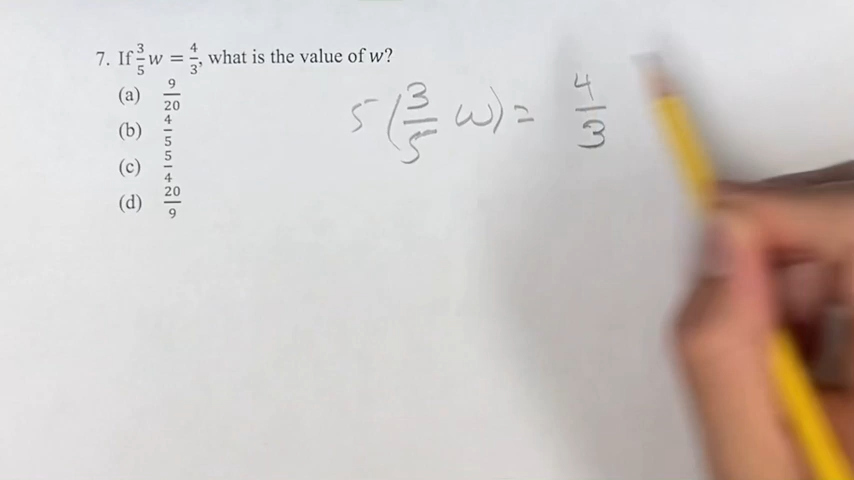 7. If 3/5 w = 4/3, what is the value of w?
(a) 9/20
(b) 4/5
(c) 5/4
(d) 20/9
5 (3/5 w) = 4/3